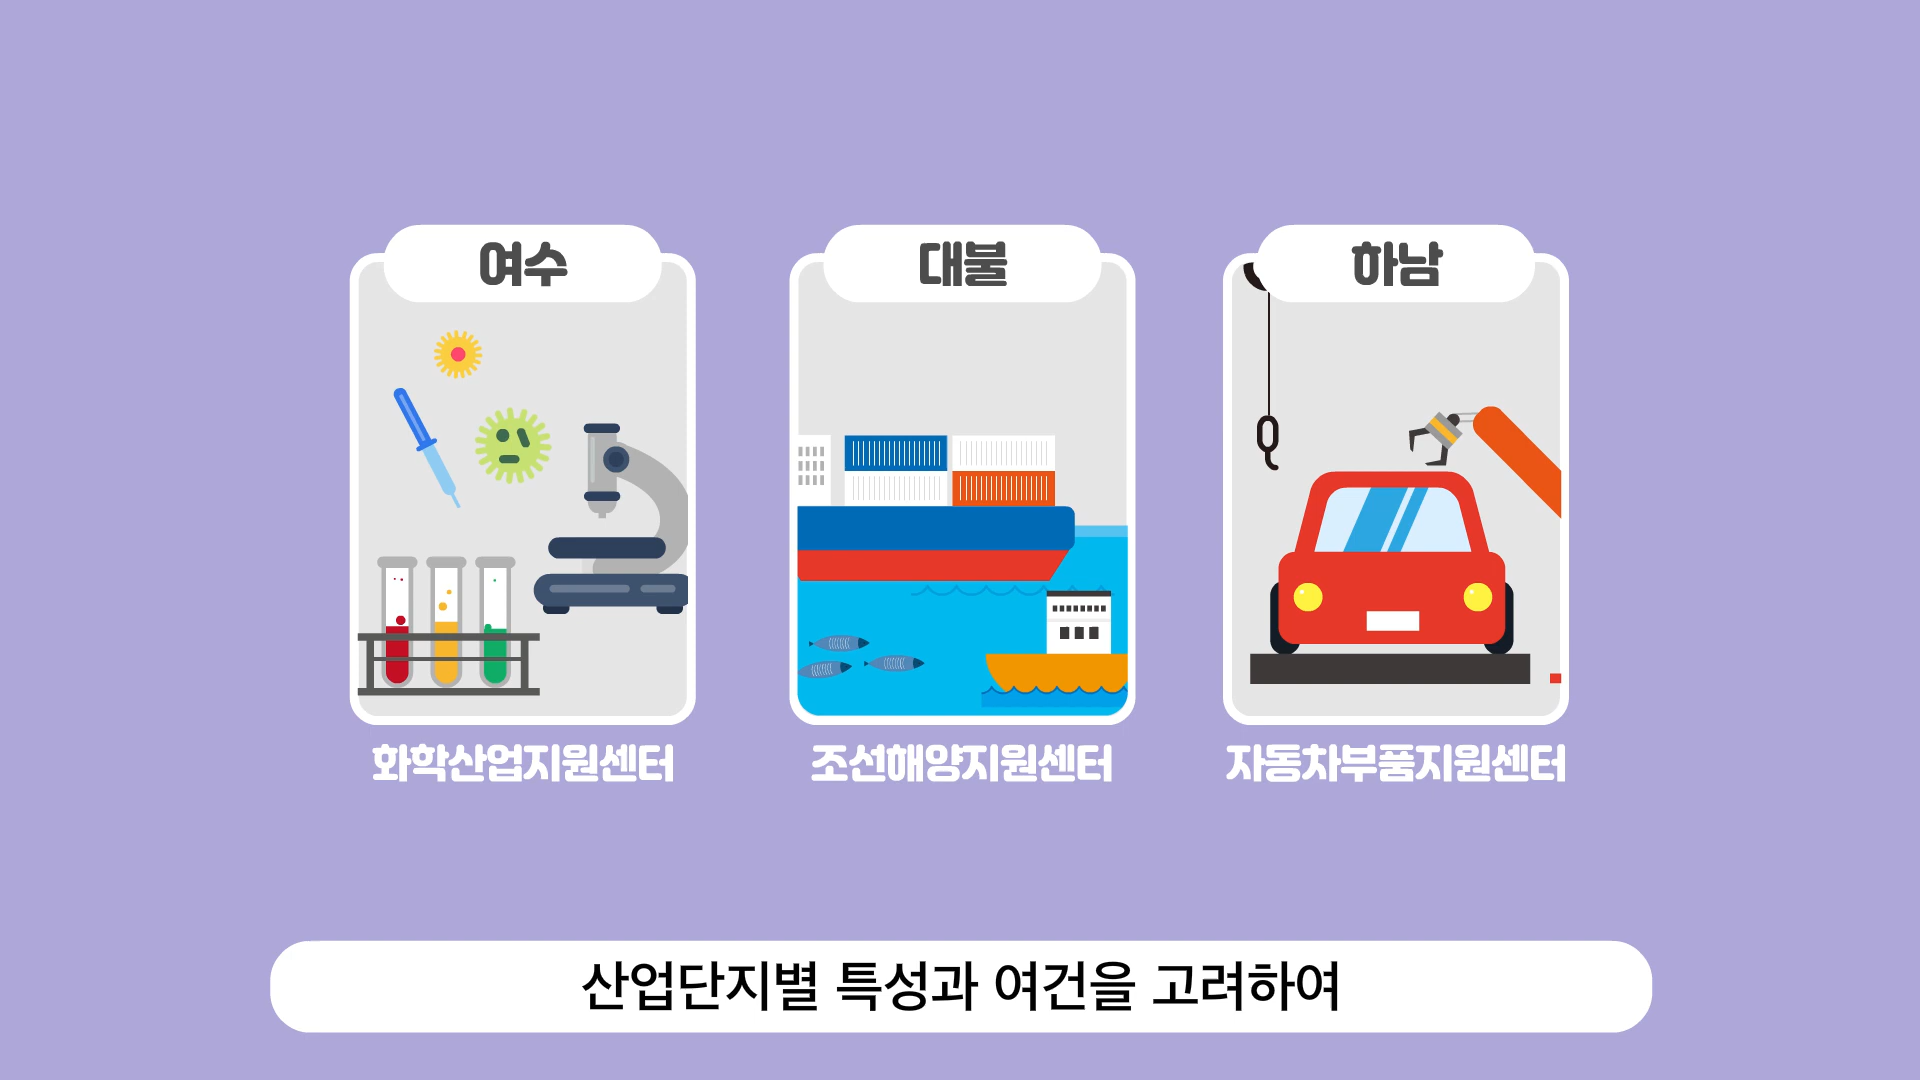 여수
대불
하남
화학산업지원센터
조선해양지원센터
자동차부품지원센터
산업단지별 특성과 여건을 고려하여